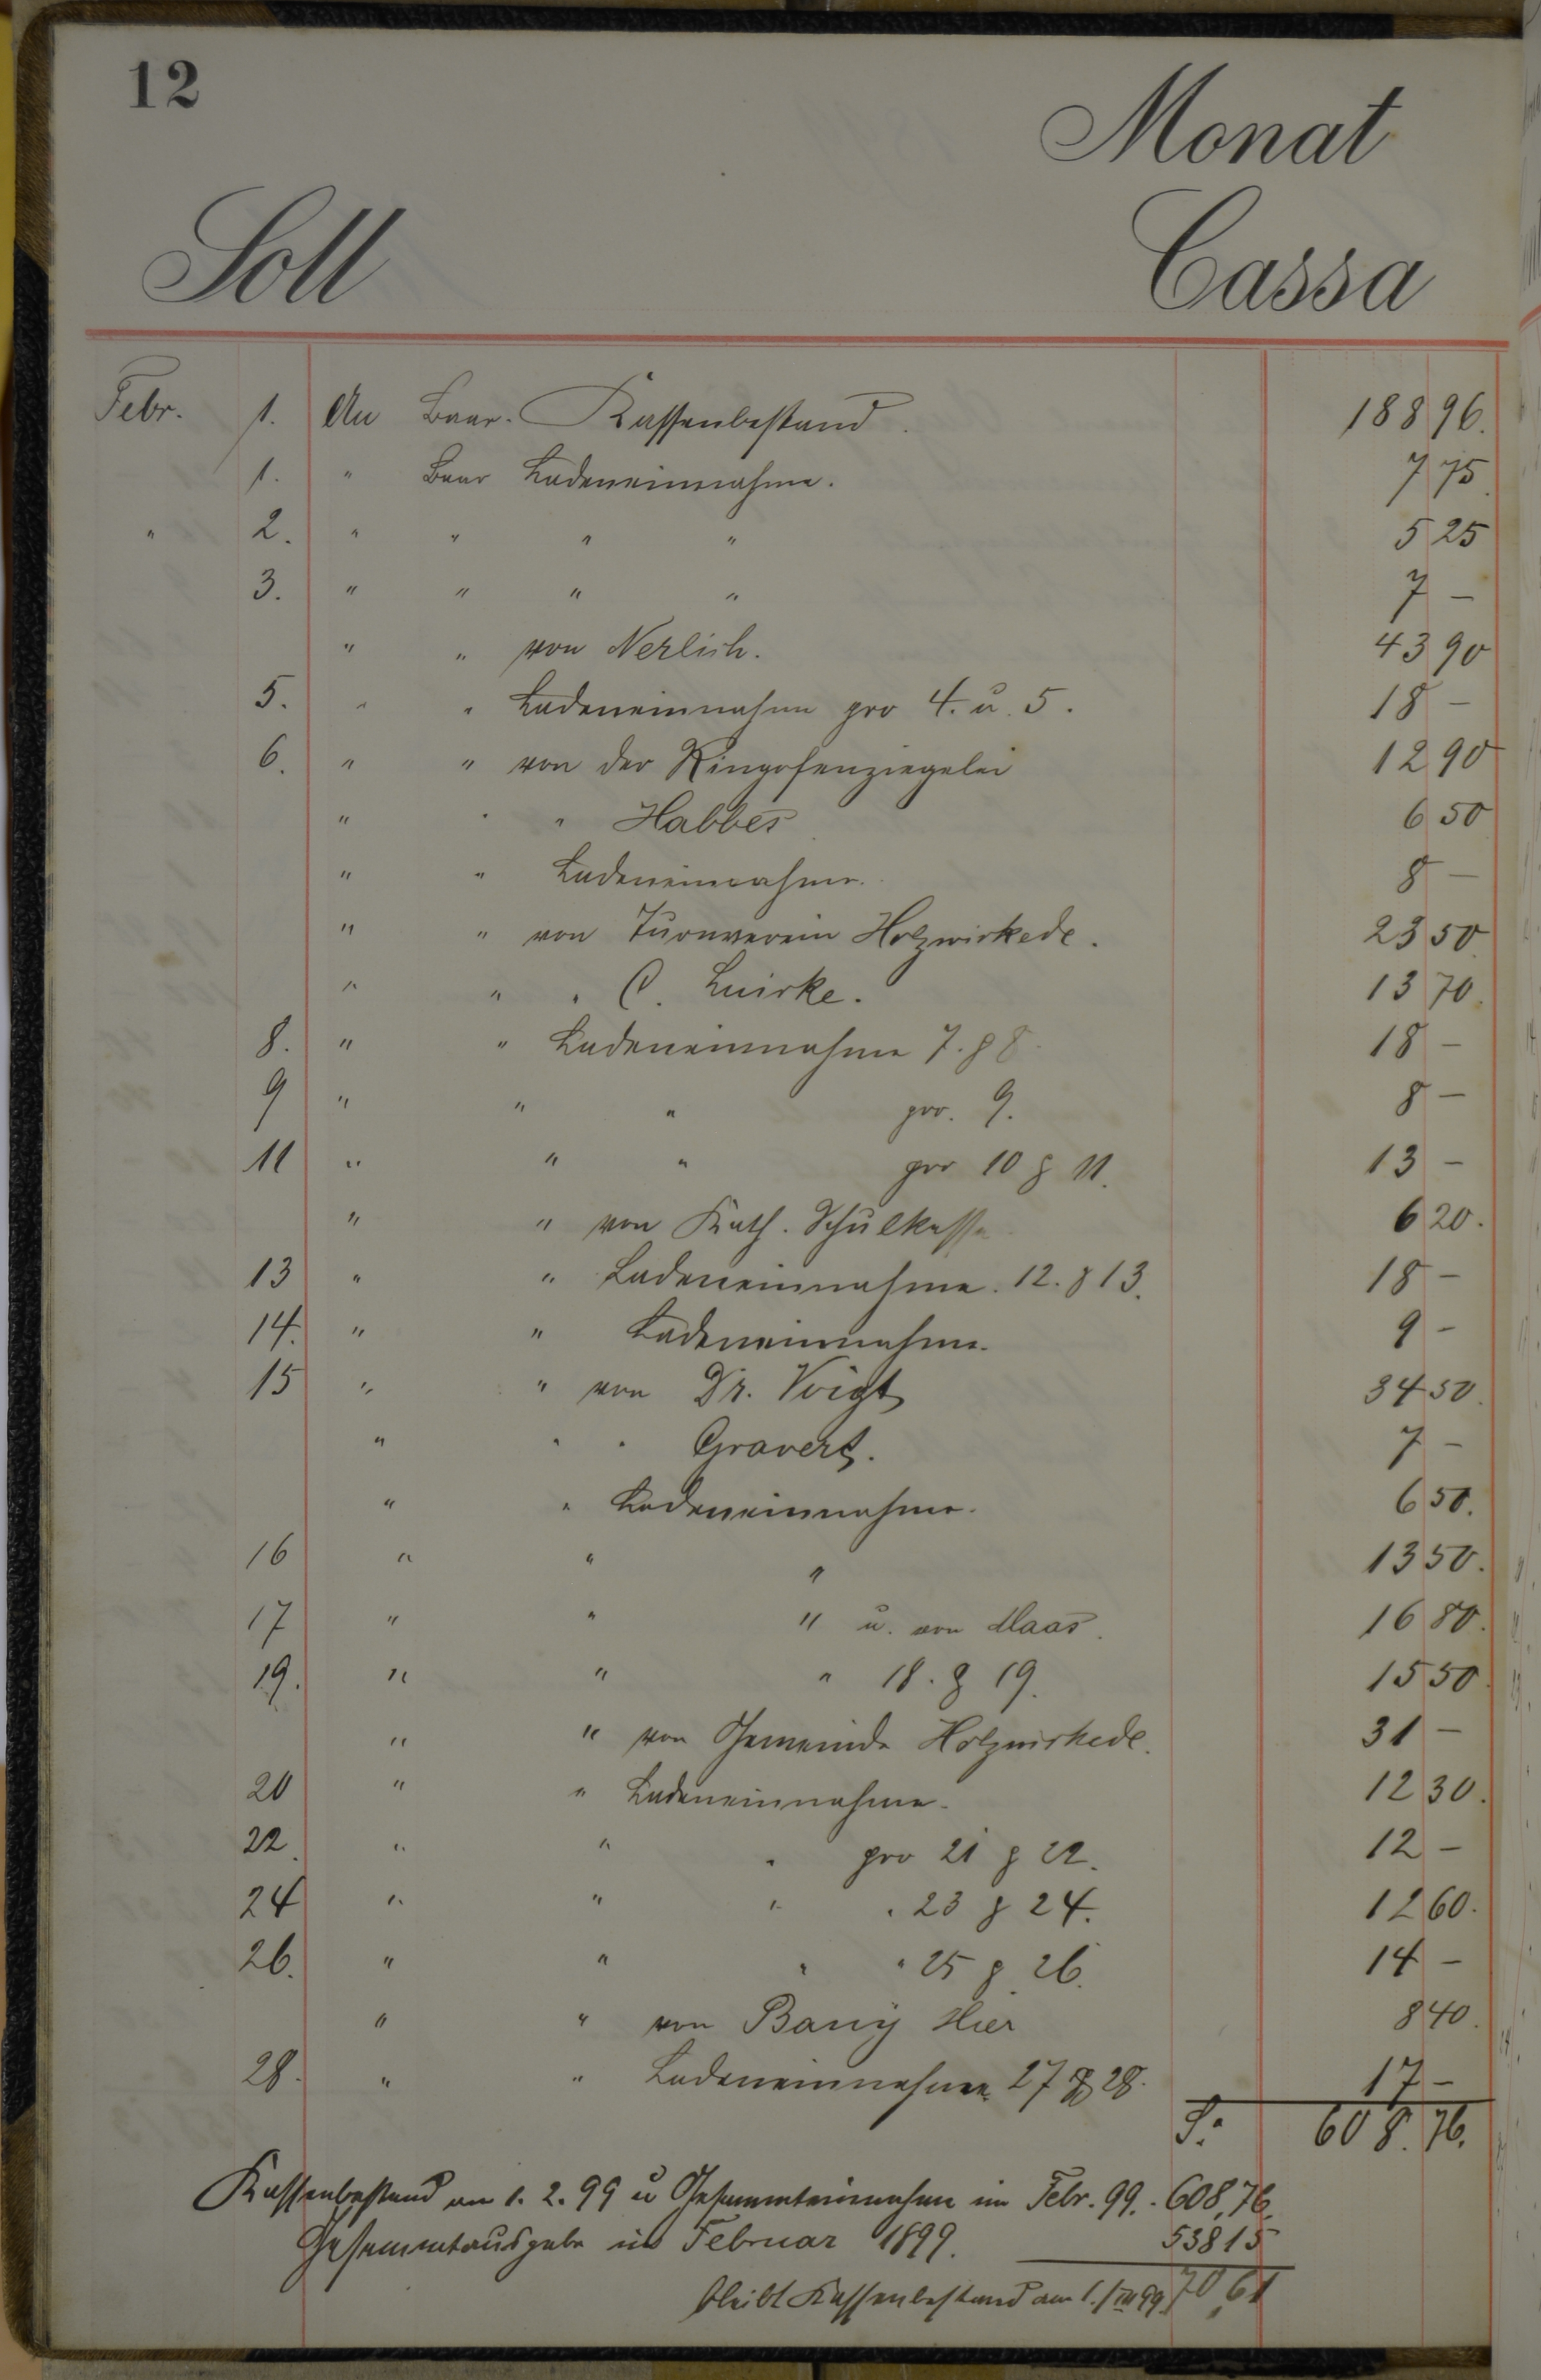 12
Monat
Soll Cassa
Febr. 1. An Baar-Kassenbestand. 188 96.
1. " Baar Ladeneinnahme. 7 75.
" 2. " " " " 5 25
3. " " " " 7 –
" " von Nerlich. 43 90
5. " " Ladeneinnahme pro 4. u. 5. 18 –
6. " " von der Ringofenziegelei 12 90
" " " Habbes 6 50
" " Ladeneinnahme. 8 –
" " von Turnverein Holzwickede. 23 50.
" " " C. Luirke. 13 70.
8. " " Ladeneinnahme 7. & 8. 18 –
9 " " " pro. 9. 8 –
11 " " " pro 10 & 11. 13 –
" " von Kath. Schulkasse 6 20.
13 " " Ladeneinnahme. 12. & 13. 18 –
14. " " Ladeneinnahme. 9 –
15 " " von Dr. Voigt 34 50.
" " " Gravert. 7 –
" " Ladeneinnahme. 6 50.
16 " " " 13 50.
17 " " " u. von Maas. 16 80.
19. " " " 18. & 19. 15 50.
" " von Gemeinde Holzwickede. 31 –
20 " " Ladeneinnahme. 12 30.
22. " " " pro 21 & 22. 12 –
24 " " " " 23 & 24. 12 60.
26. " " " " 25 & 26. 14 –
" " von Hier 8 40.
28. " " Ladeneinnahme 27 & 28. 17 –
S: 608. 76.
Kassenbestand am 1. 2. 99 u Gesammteinnahme im Febr. 99. 608,76.
Gesammtausgabe im Februar 1899. 538 15
bleibt Kassenbestand am 1./III 99. 70,61